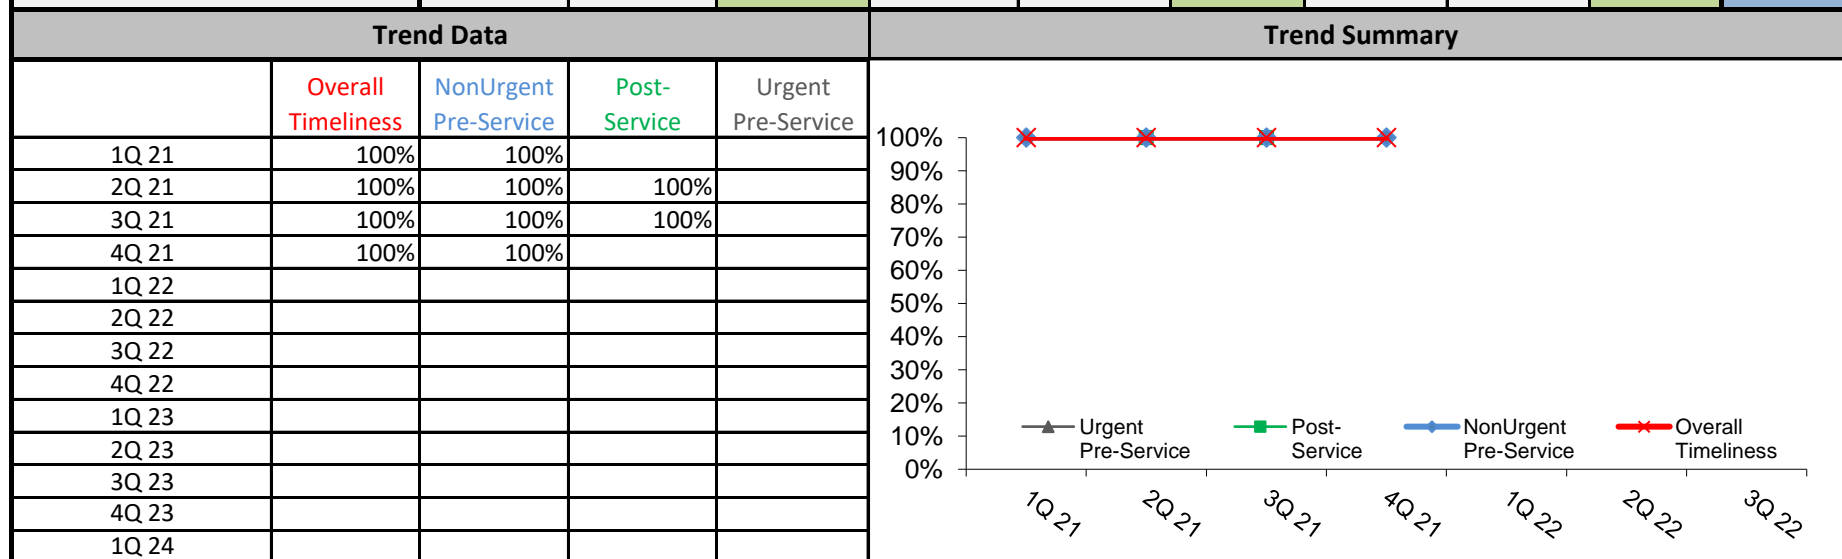 Trend Data
Trend Summary
Overall Timeliness
NonUrgent Pre-Service
Post-Service
Urgent Pre-Service
1Q 21 100% 100%
2Q 21 100% 100% 100%
3Q 21 100% 100% 100%
4Q 21 100% 100%
1Q 22
2Q 22
3Q 22
4Q 22
1Q 23
2Q 23
3Q 23
4Q 23
1Q 24
100%
90%
80%
70%
60%
50%
40%
30%
20%
10%
0%
Urgent Pre-Service
Post-Service
NonUrgent Pre-Service
Overall Timeliness
1Q 21
2Q 21
3Q 21
4Q 21
1Q 22
2Q 22
3Q 22